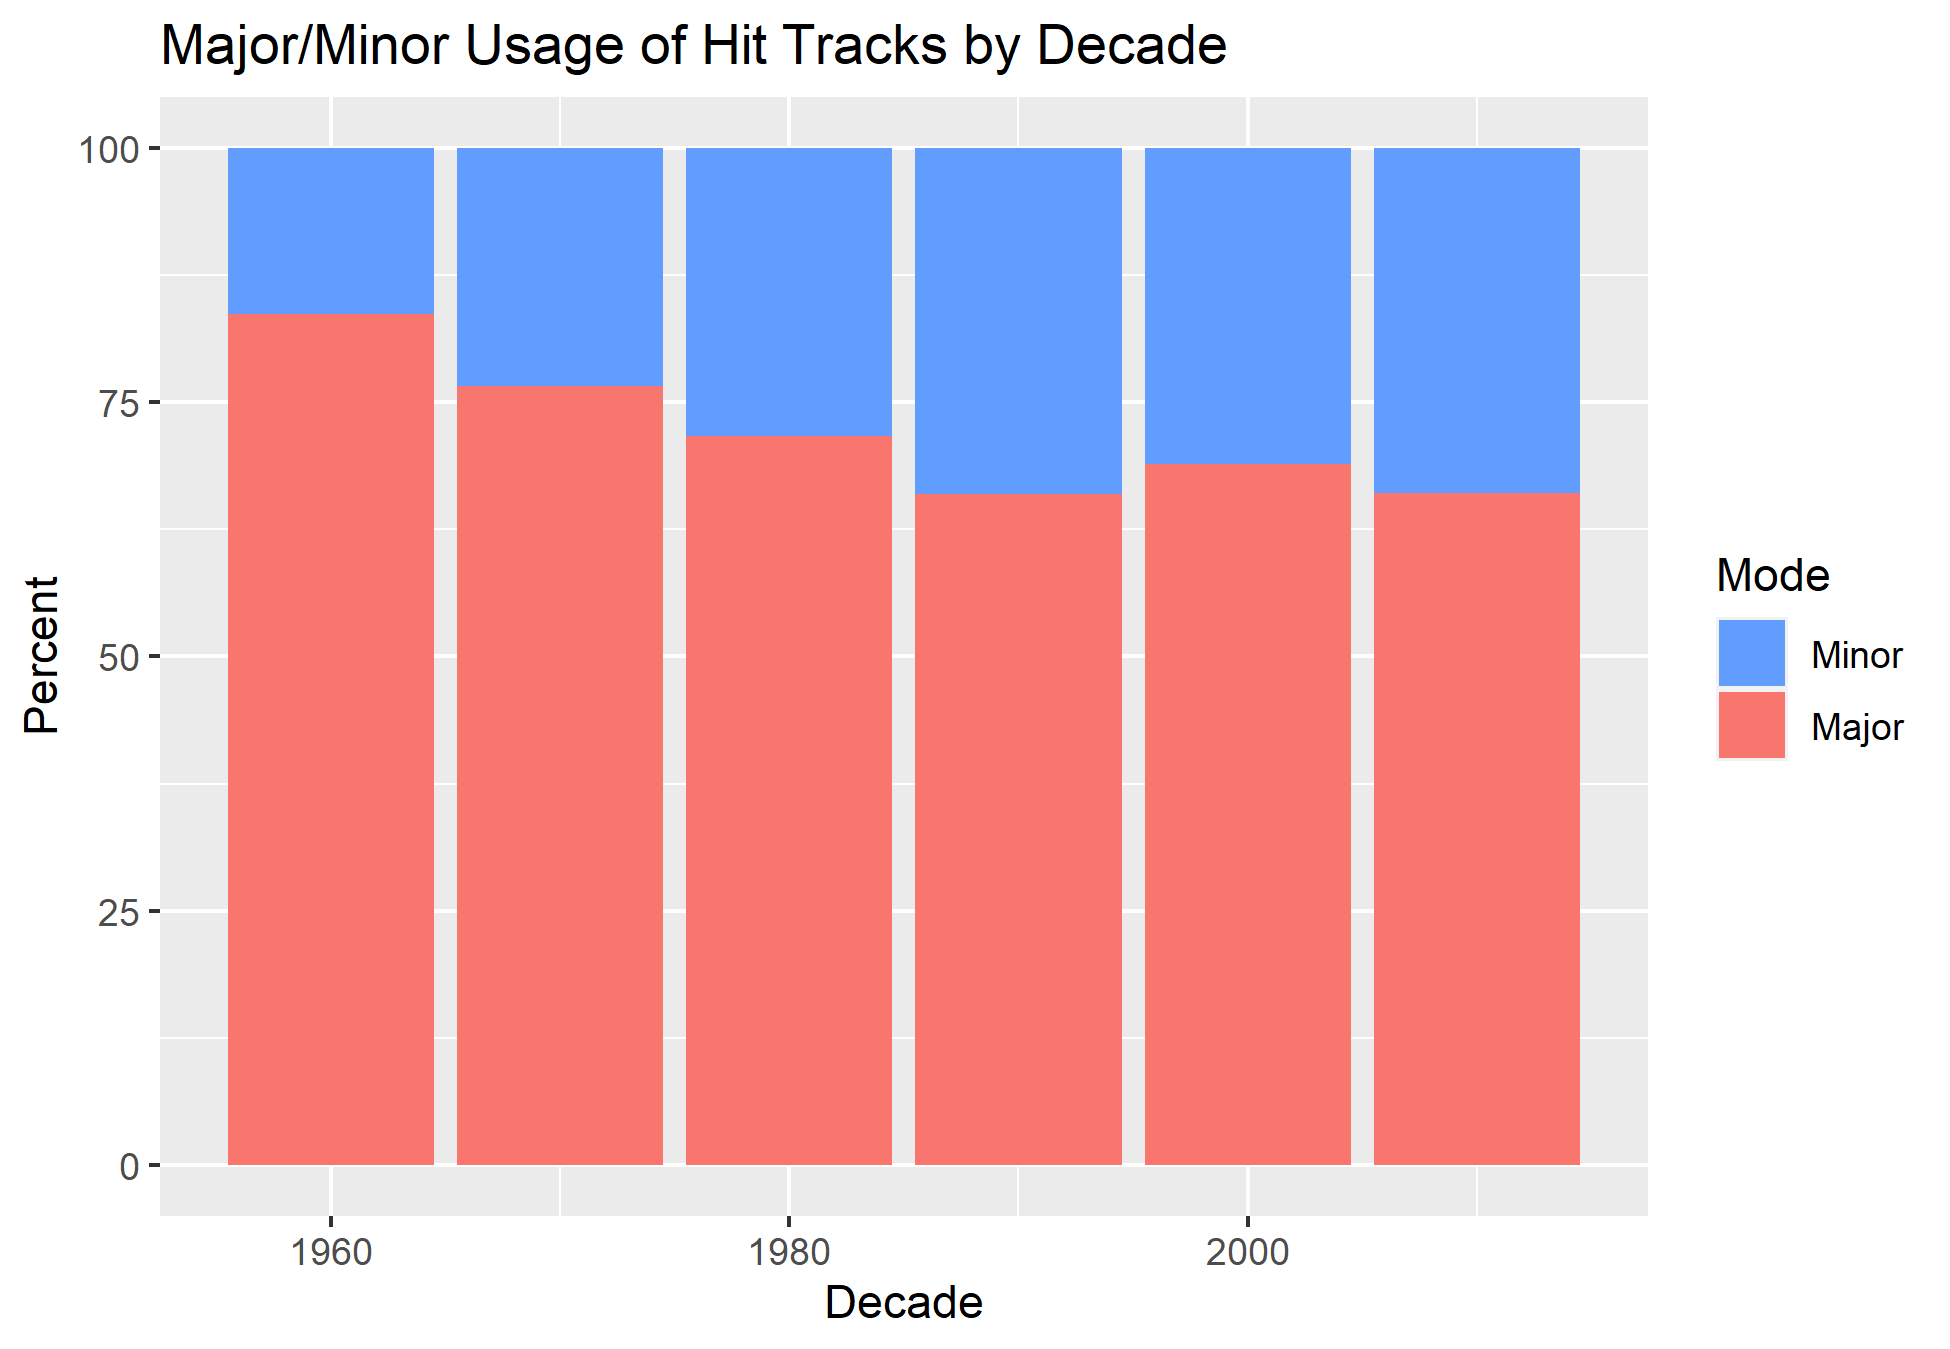 Major/Minor Usage of Hit Tracks by Decade
100
75
50
25
0
Percent
1960
1980
2000
Decade
Mode
Minor
Major